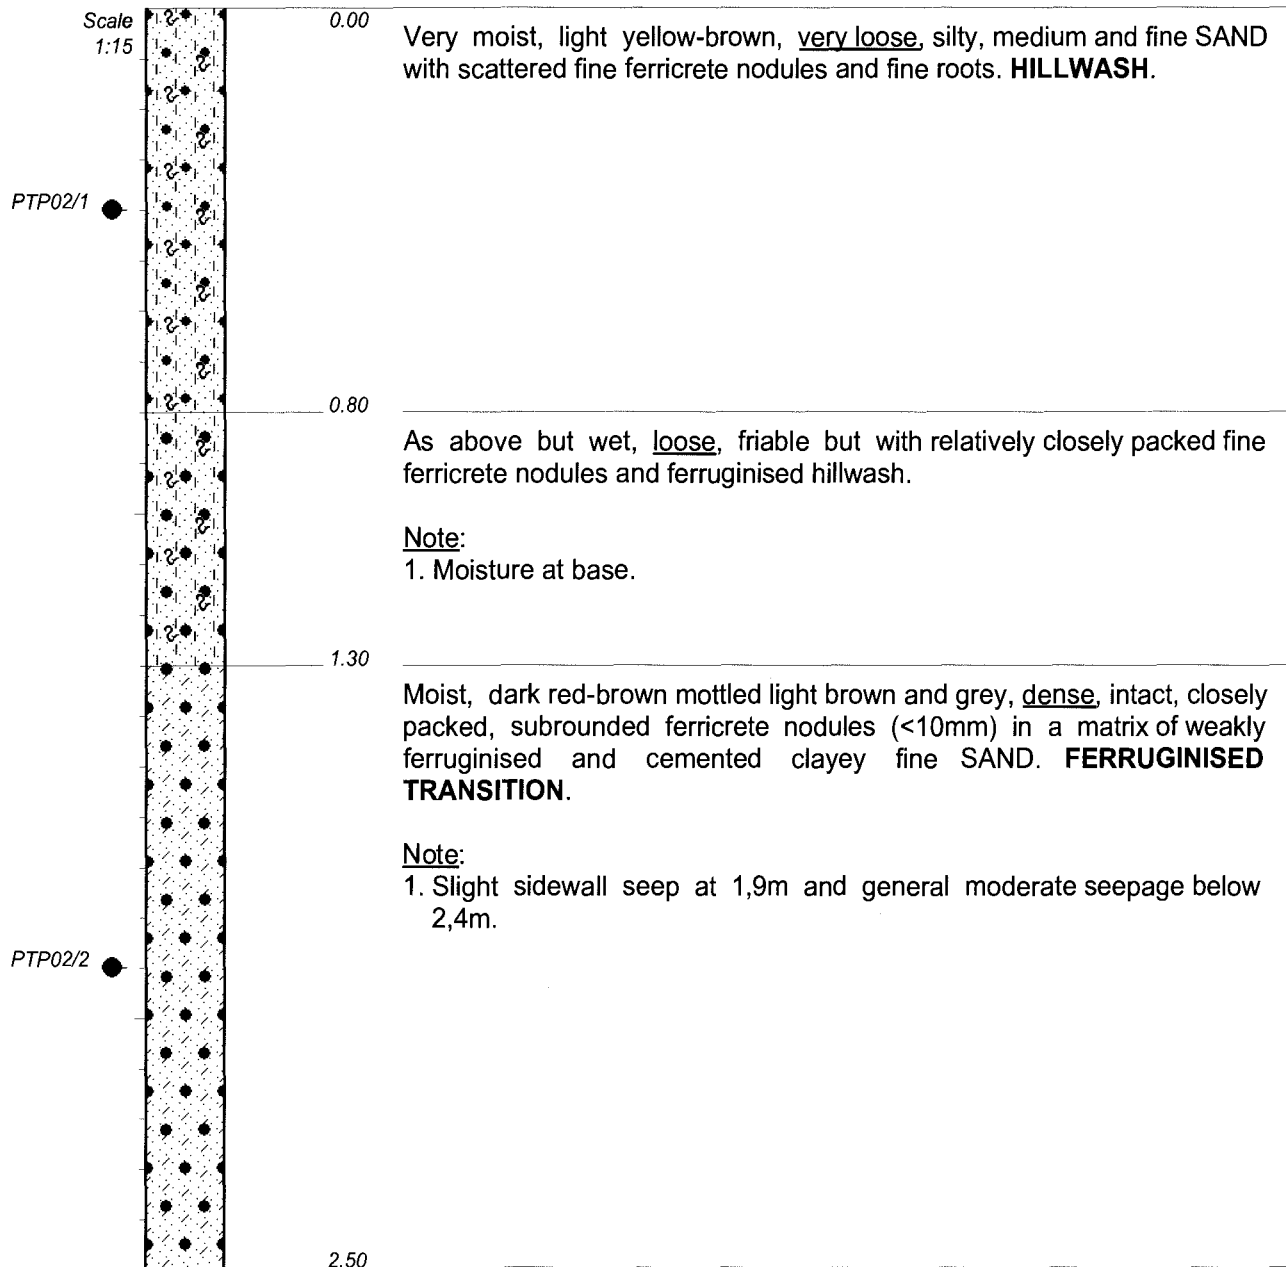 Scale
1:15
0.00
Very moist, light yellow-brown, very loose, silty, medium and fine SAND
with scattered fine ferricrete nodules and fine roots. HILLWASH.
PTP02/1
0.80
As above but wet, loose, friable but with relatively closely packed fine
ferricrete nodules and ferruginised hillwash.
Note:
1. Moisture at base.
1.30
Moist, dark red-brown mottled light brown and grey, dense, intact, closely
packed, subrounded ferricrete nodules (<10mm) in a matrix of weakly
ferruginised and cemented clayey fine SAND. FERRUGINISED
TRANSITION.
Note:
1. Slight sidewall seep at 1,9m and general moderate seepage below
2,4m.
PTP02/2
2.50